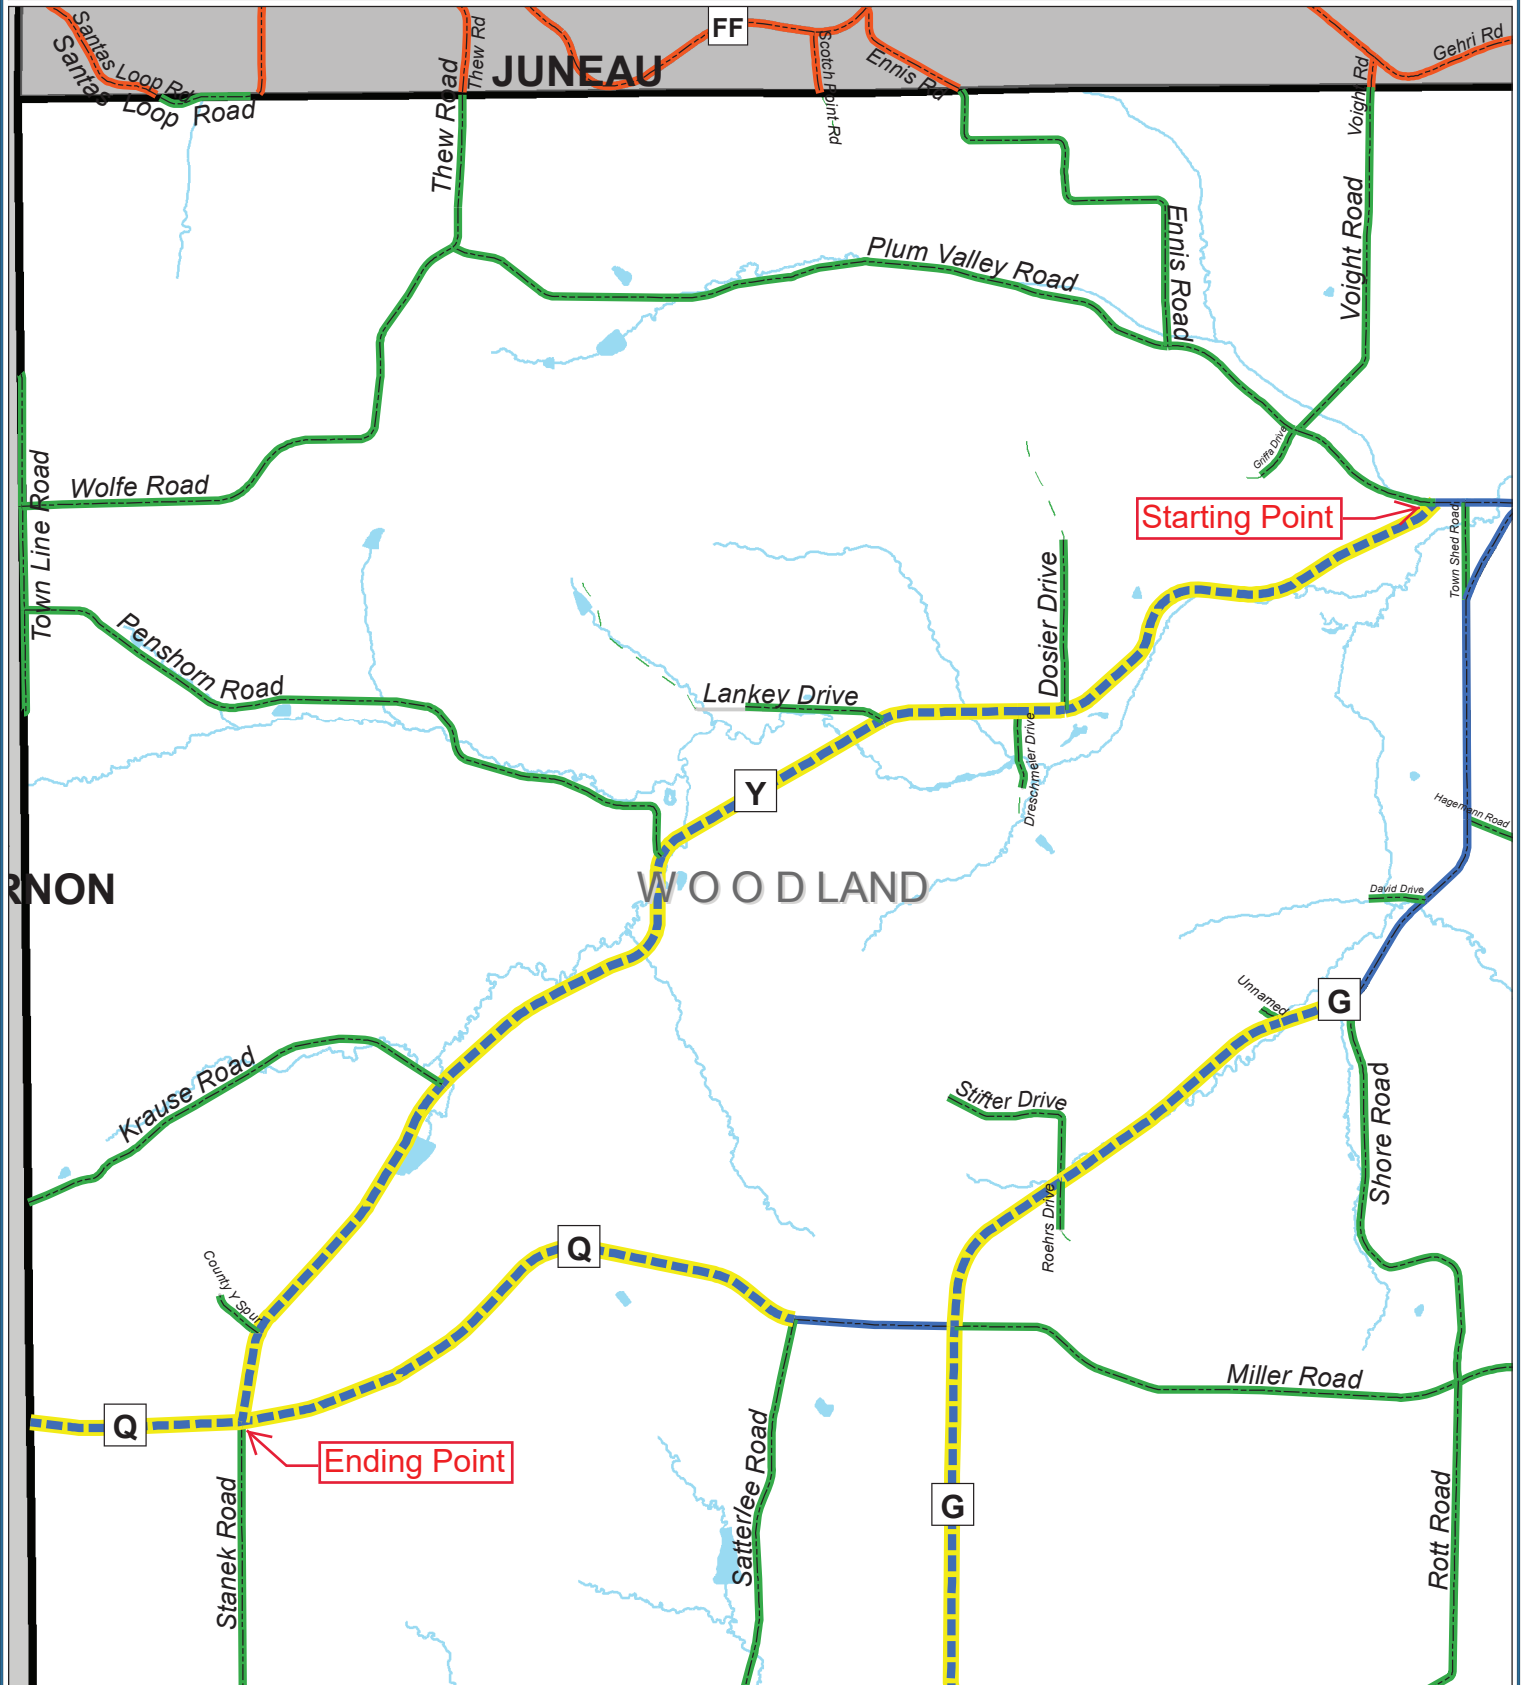 FF
JUNEAU
Santas Loop Rd
Santas Loop Road
Thew Rd
Thew Road
Scotch Point Rd
Ennis Rd
Voight Rd
Gehri Rd
Plum Valley Road
Ennis Road
Voight Road
Griffa Drive
Wolfe Road
Town Line Road
Starting Point
Town Shed Road
Dosier Drive
Penshorn Road
Lankey Drive
Dreschmeier Drive
Y
Hagemann Road
WOODLAND
RNON
David Drive
Unnamed
G
Krause Road
Stifter Drive
Shore Road
Roehrs Drive
County Y Spur
Q
Miller Road
Q
Ending Point
Satterlee Road
Stanek Road
G
Rott Road